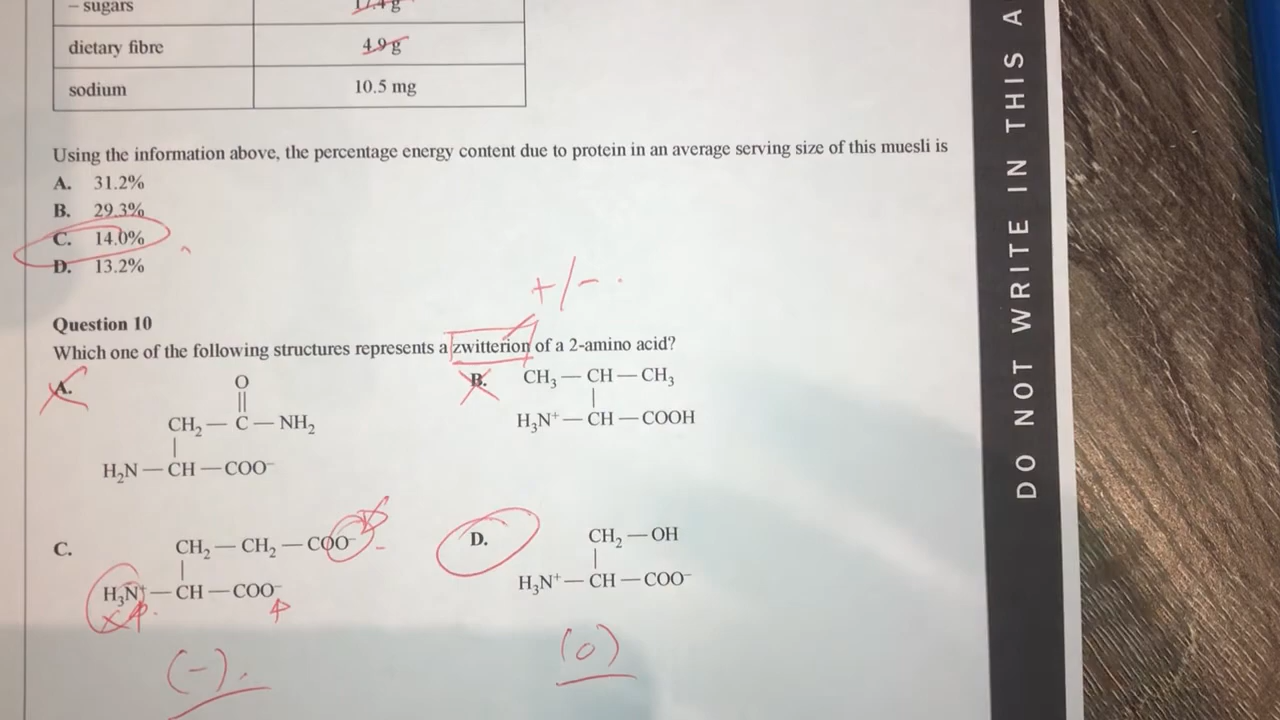 – sugars 17.4 g
dietary fibre 4.9 g
sodium 10.5 mg
Using the information above, the percentage energy content due to protein in an average serving size of this muesli is
A. 31.2%
B. 29.3%
C. 14.0%
D. 13.2%
+/-
Question 10
Which one of the following structures represents a zwitterion of a 2-amino acid?
A.
O
CH₂ — C — NH₂
H₂N — CH — COO⁻
B.
CH₃ — CH — CH₃
H₃N⁺ — CH — COOH
C.
CH₂ — CH₂ — COO⁻
H₃N⁺ — CH — COO⁻
(-).
D.
CH₂ — OH
H₃N⁺ — CH — COO⁻
(0)
DO NOT WRITE IN THIS A